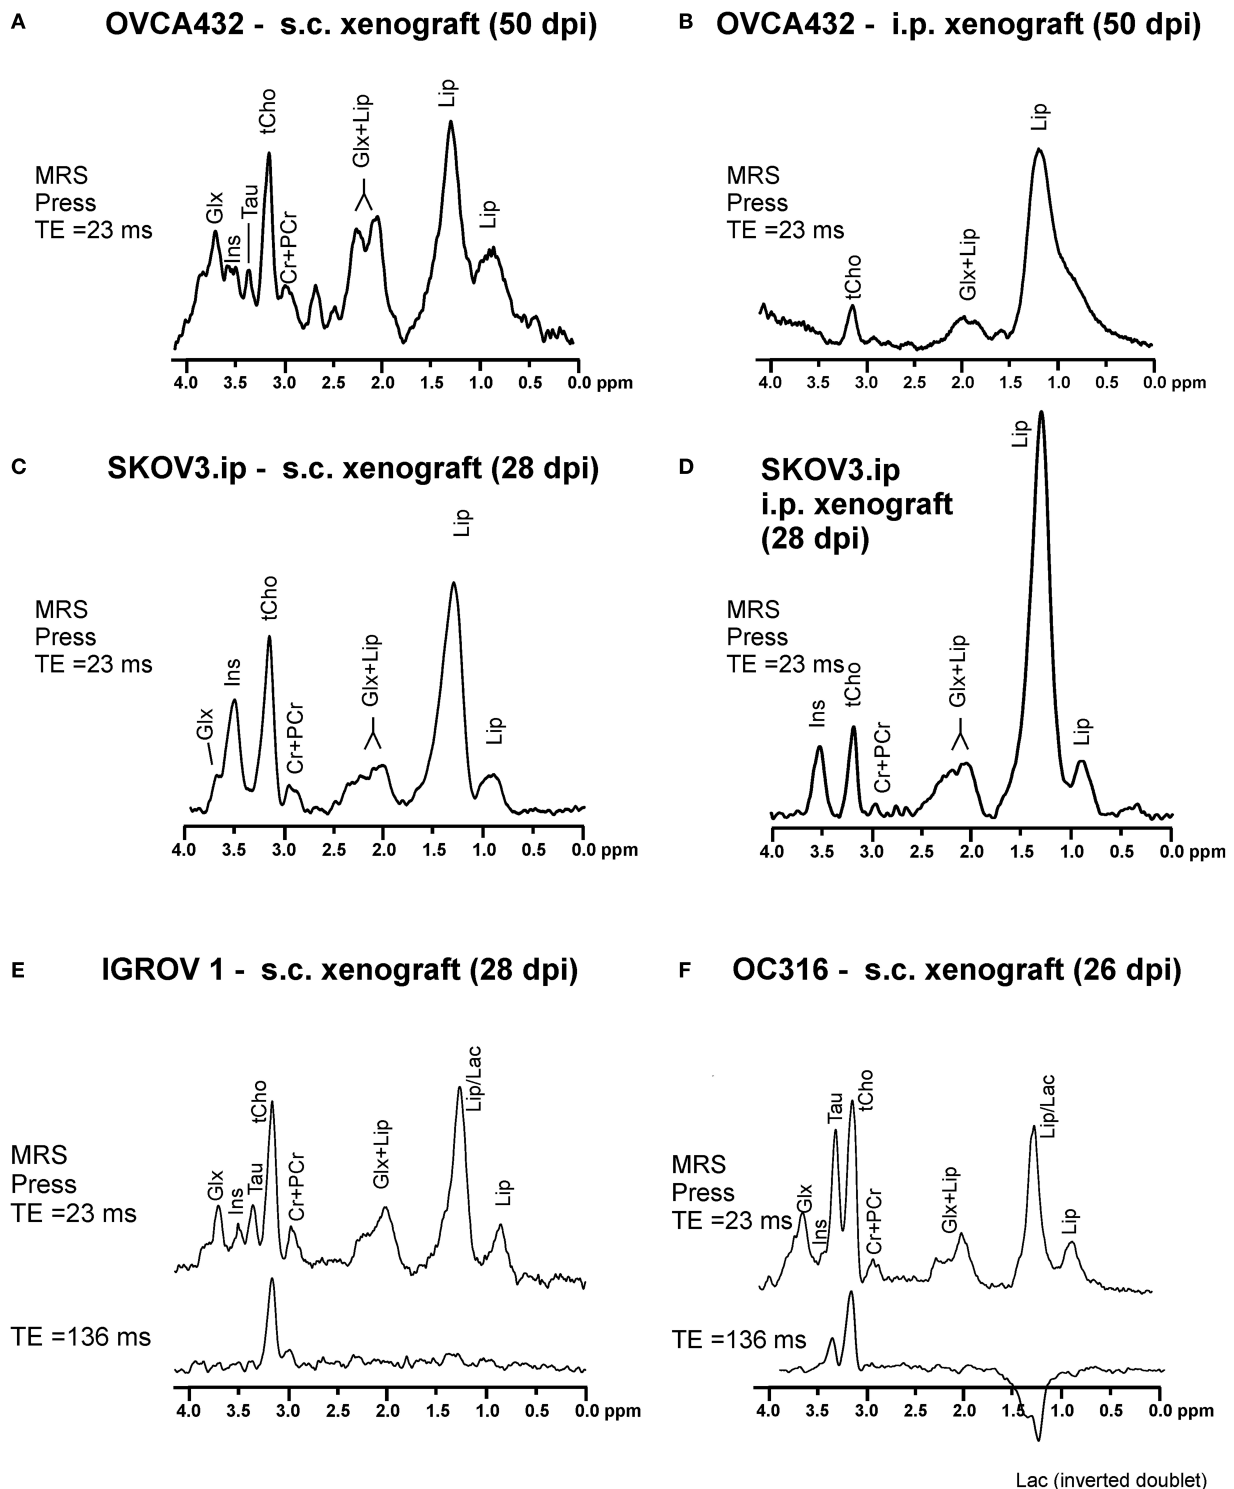 A
OVCA432 - s.c. xenograft (50 dpi)
MRS
Press
TE =23 ms
Glx
Ins
Tau
tCho
Cr+PCr
Glx+Lip
Lip
Lip
4.0 3.5 3.0 2.5 2.0 1.5 1.0 0.5 0.0 ppm
B
OVCA432 - i.p. xenograft (50 dpi)
MRS
Press
TE =23 ms
tCho
Glx+Lip
Lip
4.0 3.5 3.0 2.5 2.0 1.5 1.0 0.5 0.0 ppm
C
SKOV3.ip - s.c. xenograft (28 dpi)
MRS
Press
TE =23 ms
Glx
Ins
tCho
Cr+PCr
Glx+Lip
Lip
Lip
4.0 3.5 3.0 2.5 2.0 1.5 1.0 0.5 0.0 ppm
D
SKOV3.ip
i.p. xenograft
(28 dpi)
MRS
Press
TE =23 ms
Ins
tCho
Cr+PCr
Glx+Lip
Lip
Lip
4.0 3.5 3.0 2.5 2.0 1.5 1.0 0.5 0.0 ppm
E
IGROV 1 - s.c. xenograft (28 dpi)
MRS
Press
TE =23 ms
Glx
Ins
Tau
tCho
Cr+PCr
Glx+Lip
Lip/Lac
Lip
TE =136 ms
4.0 3.5 3.0 2.5 2.0 1.5 1.0 0.5 0.0 ppm
F
OC316 - s.c. xenograft (26 dpi)
MRS
Press
TE =23 ms
Glx
Ins
Tau
tCho
Cr+PCr
Glx+Lip
Lip/Lac
Lip
TE =136 ms
4.0 3.5 3.0 2.5 2.0 1.5 1.0 0.5 0.0 ppm
Lac (inverted doublet)